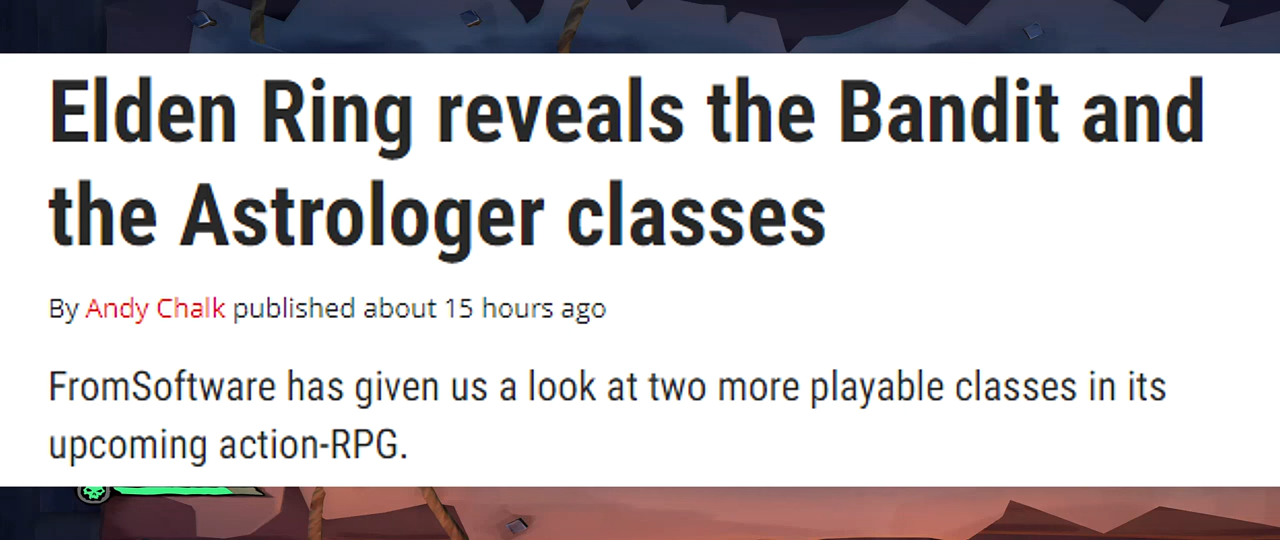 Elden Ring reveals the Bandit and
the Astrologer classes
By Andy Chalk published about 15 hours ago
FromSoftware has given us a look at two more playable classes in its
upcoming action-RPG.